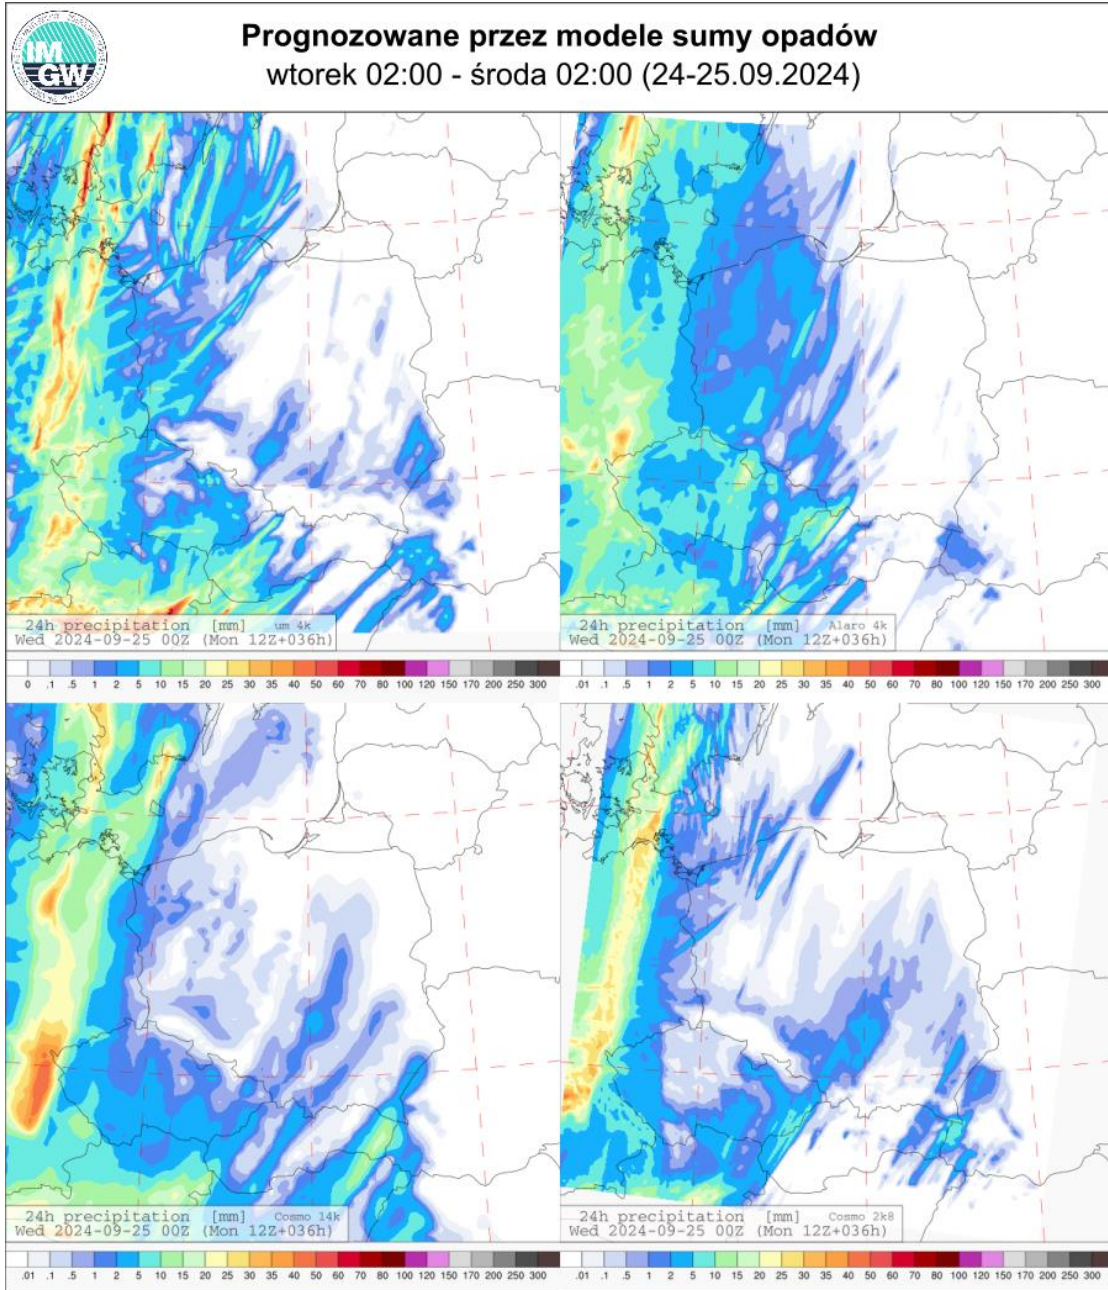 IM
GW
Prognozowane przez modele sumy opadów
wtorek 02:00 - środa 02:00 (24-25.09.2024)
24h precipitation [mm] um 4k
Wed 2024-09-25 00Z (Mon 12Z+036h)
24h precipitation [mm] Alaro 4k
Wed 2024-09-25 00Z (Mon 12Z+036h)
0 .1 .5 1 2 5 10 15 20 25 30 35 40 50 60 70 80 100 120 150 170 200 250 300
.01 .1 .5 1 2 5 10 15 20 25 30 35 40 50 60 70 80 100 120 150 170 200 250 300
24h precipitation [mm] Cosmo 14k
Wed 2024-09-25 00Z (Mon 12Z+036h)
24h precipitation [mm] Cosmo 2k8
Wed 2024-09-25 00Z (Mon 12Z+036h)
.01 .1 .5 1 2 5 10 15 20 25 30 35 40 50 60 70 80 100 120 150 170 200 250 300
.01 .1 .5 1 2 5 10 15 20 25 30 35 40 50 60 70 80 100 120 150 170 200 250 300